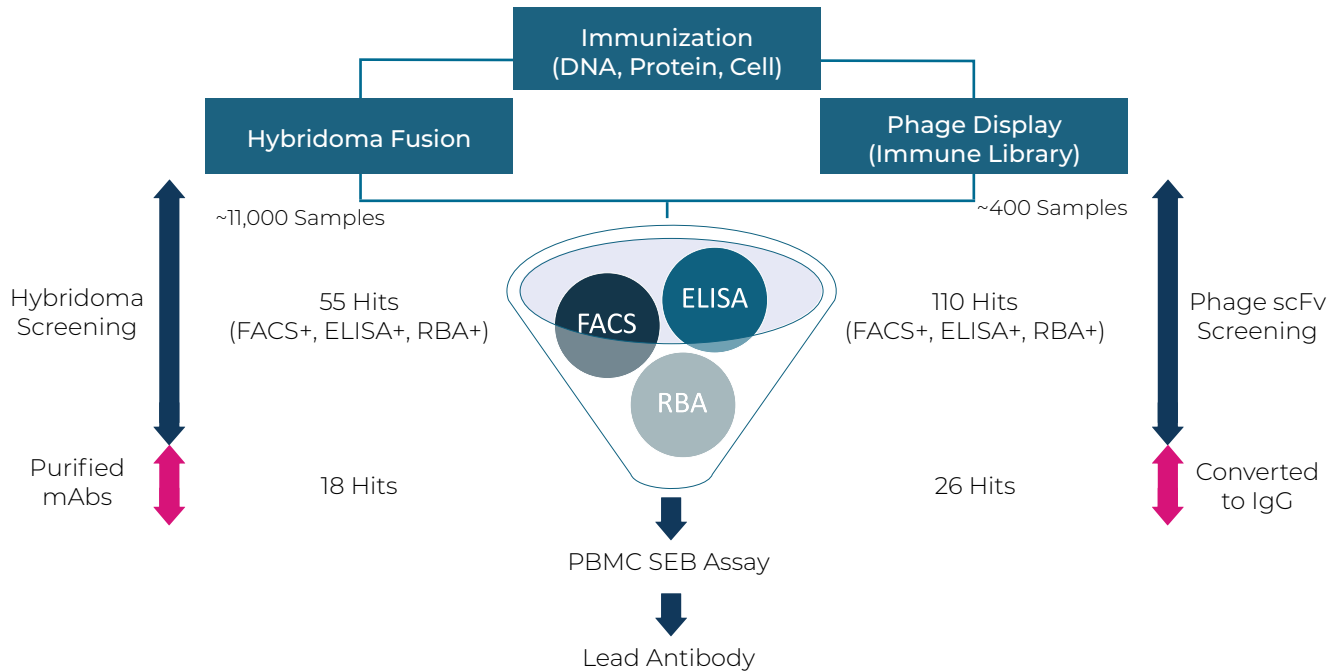 Immunization
(DNA, Protein, Cell)
Hybridoma Fusion
Phage Display
(Immune Library)
~11,000 Samples
~400 Samples
Hybridoma
Screening
55 Hits
(FACS+, ELISA+, RBA+)
FACS
ELISA
RBA
110 Hits
(FACS+, ELISA+, RBA+)
Phage scFv
Screening
Purified
mAbs
18 Hits
26 Hits
Converted
to IgG
PBMC SEB Assay
Lead Antibody